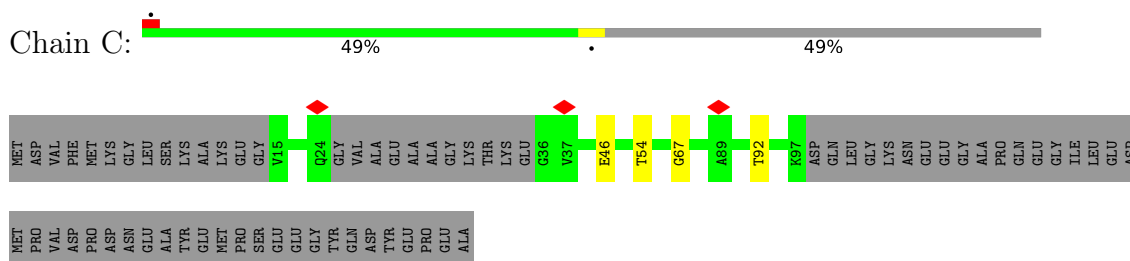 Chain C:
49%
49%
MET ASP VAL PHE MET LYS GLY LEU SER LYS ALA LYS GLU GLY V15 Q24 GLY VAL ALA GLU ALA ALA GLY LYS THR LYS GLU G36 V37 E46 T54 G67 A89 T92 K97 ASP GLN LEU GLY LYS ASN GLU GLU GLY ALA PRO GLN GLU GLY ILE LEU GLU ASP
MET PRO VAL ASP PRO ASP ASN GLU ALA TYR GLU MET PRO SER GLU GLU GLY TYR GLN ASP TYR GLU PRO GLU ALA